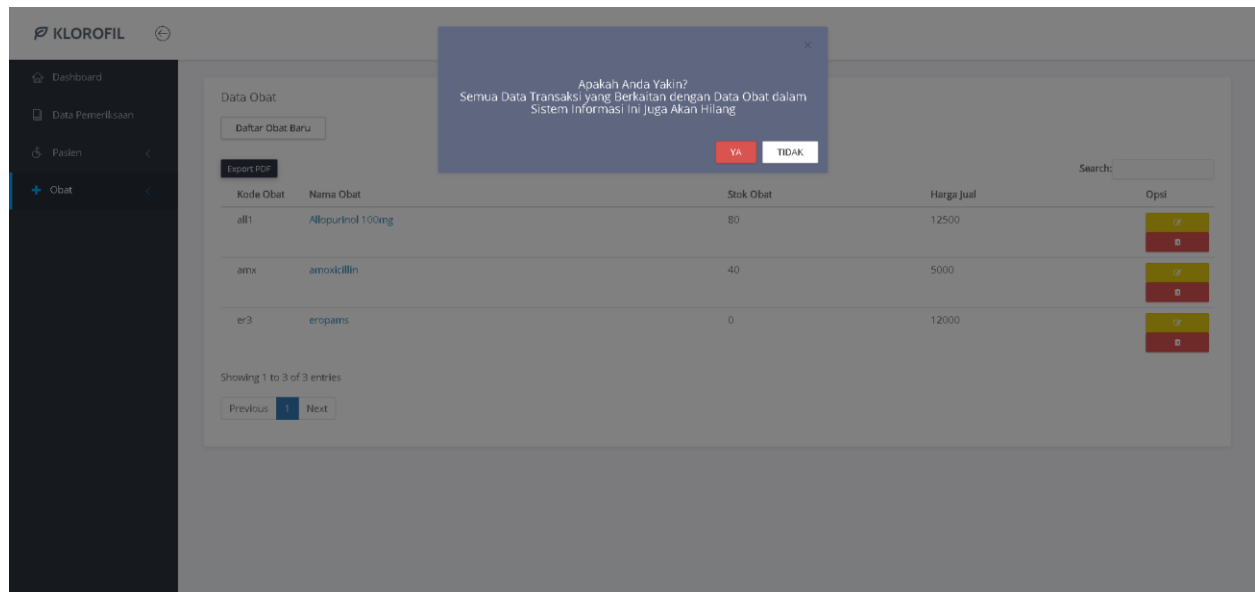 KLOROFIL
Dashboard
Data Pemeriksaan
Pasien
Obat
Apakah Anda Yakin?
Semua Data Transaksi yang Berkaitan dengan Data Obat dalam
Sistem Informasi Ini Juga Akan Hilang
YA TIDAK
Data Obat
Daftar Obat Baru
Export PDF
Search:
Kode Obat Nama Obat Stok Obat Harga Jual Opsi
all1 Allopurinol 100mg 80 12500
amx amoxicillin 40 5000
er3 eropams 0 12000
Showing 1 to 3 of 3 entries
Previous 1 Next